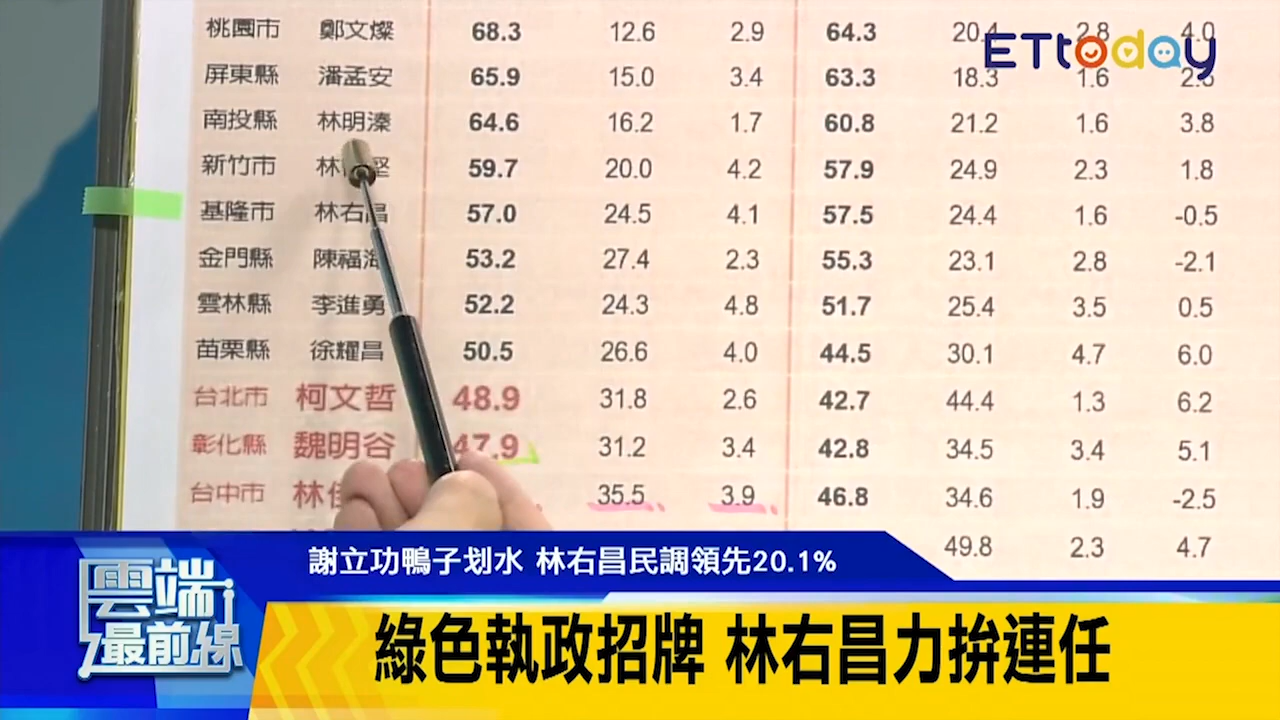 桃園市 鄭文燦 68.3 12.6 2.9 64.3 20.4 2.8 4.0
ETtoday
屏東縣 潘孟安 65.9 15.0 3.4 63.3 18.3 1.6 2.6
南投縣 林明溱 64.6 16.2 1.7 60.8 21.2 1.6 3.8
新竹市 林 堅 59.7 20.0 4.2 57.9 24.9 2.3 1.8
基隆市 林右昌 57.0 24.5 4.1 57.5 24.4 1.6 -0.5
金門縣 陳福海 53.2 27.4 2.3 55.3 23.1 2.8 -2.1
雲林縣 李進勇 52.2 24.3 4.8 51.7 25.4 3.5 0.5
苗栗縣 徐耀昌 50.5 26.6 4.0 44.5 30.1 4.7 6.0
台北市 柯文哲 48.9 31.8 2.6 42.7 44.4 1.3 6.2
彰化縣 魏明谷 47.9 31.2 3.4 42.8 34.5 3.4 5.1
台中市 林佳 35.5 3.9 46.8 34.6 1.9 -2.5
49.8 2.3 4.7
謝立功鴨子划水 林右昌民調領先20.1%
雲端
最前線
綠色執政招牌 林右昌力拚連任